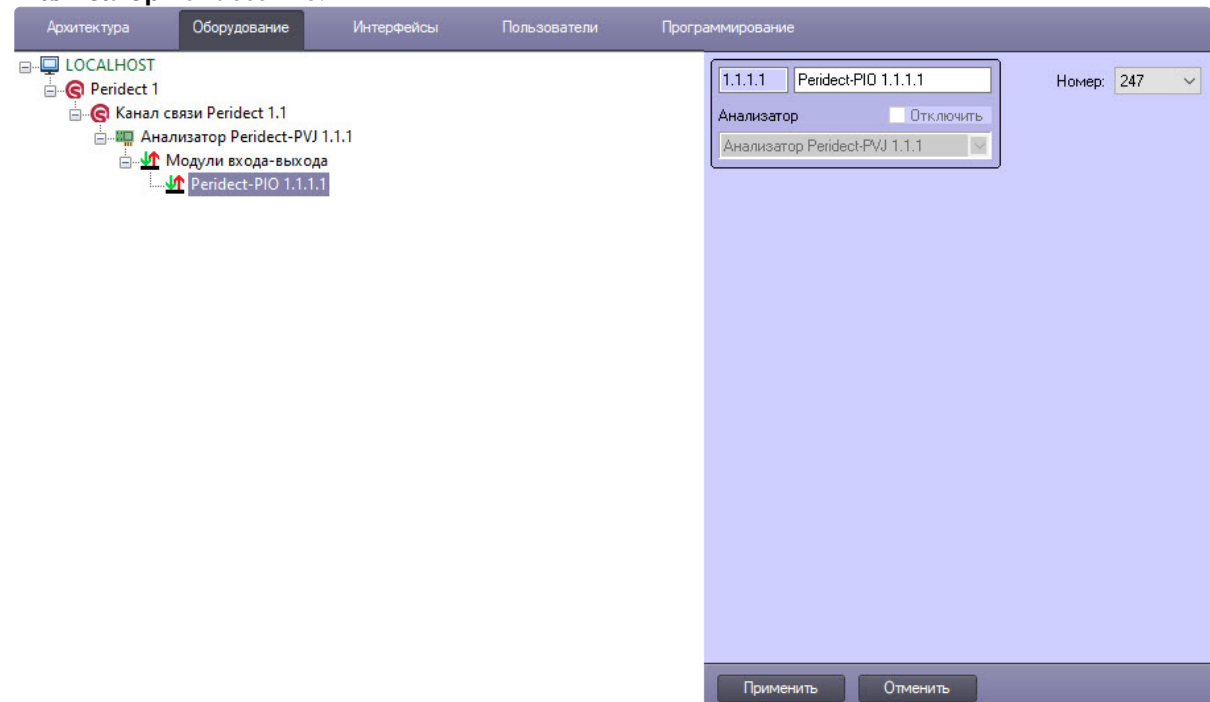 Архитектура Оборудование Интерфейсы Пользователи Программирование
LOCALHOST
Peridect 1
Канал связи Peridect 1.1
Анализатор Peridect-PVJ 1.1.1
Модули входа-выхода
Peridect-PIO 1.1.1.1
1.1.1.1 Peridect-PIO 1.1.1.1 Номер: 247
Анализатор Отключить
Анализатор Peridect-PVJ 1.1.1
Применить Отменить